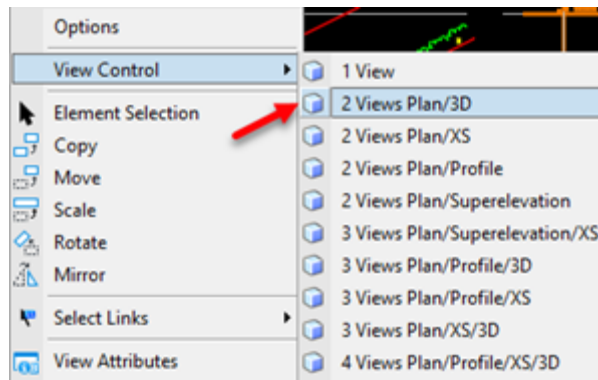 Options
View Control
Element Selection
Copy
Move
Scale
Rotate
Mirror
Select Links
View Attributes
1 View
2 Views Plan/3D
2 Views Plan/XS
2 Views Plan/Profile
2 Views Plan/Superelevation
3 Views Plan/Superelevation/XS
3 Views Plan/Profile/3D
3 Views Plan/Profile/XS
3 Views Plan/XS/3D
4 Views Plan/Profile/XS/3D